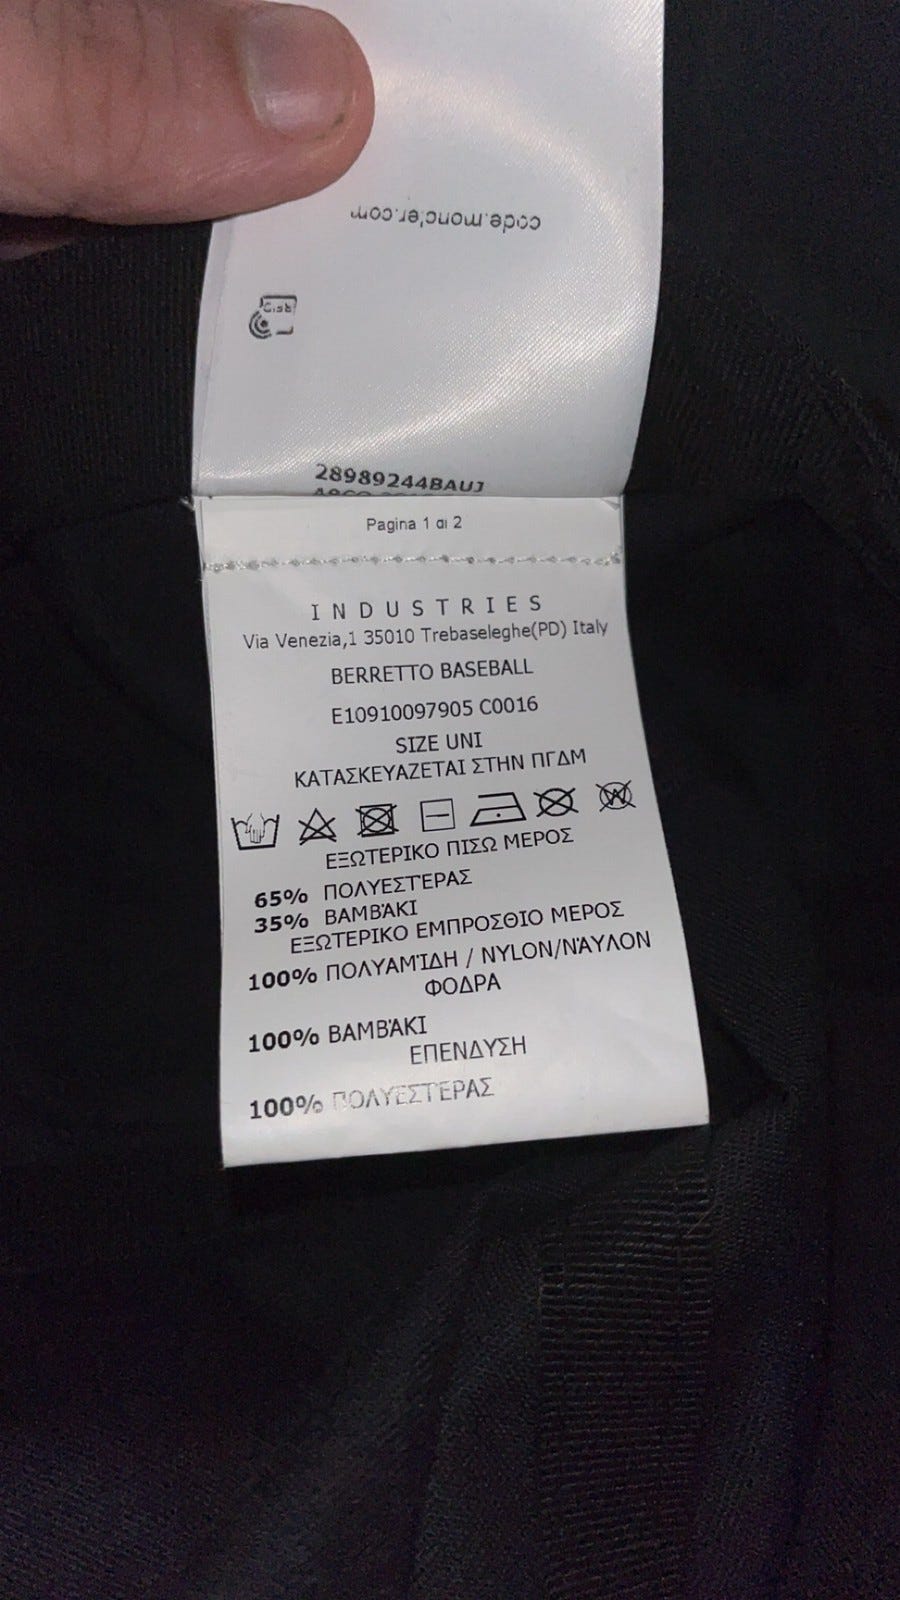 code.moncler.com
28989244BAUJ
Pagina 1 di 2
INDUSTRIES
Via Venezia,1 35010 Trebaseleghe(PD) Italy
BERRETTO BASEBALL
E10910097905 C0016
SIZE UNI
ΚΑΤΑΣΚΕΥΑΖΕΤΑΙ ΣΤΗΝ ΠΓΔΜ
ΕΞΩΤΕΡΙΚΟ ΠΙΣΩ ΜΕΡΟΣ
65% ΠΟΛΥΕΣΤΈΡΑΣ
35% ΒΑΜΒΆΚΙ
ΕΞΩΤΕΡΙΚΟ ΕΜΠΡΟΣΘΙΟ ΜΕΡΟΣ
100% ΠΟΛΥΑΜΊΔΗ / NYLON/ΝΆΥΛΟΝ
ΦΟΔΡΑ
100% ΒΑΜΒΆΚΙ
ΕΠΕΝΔΥΣΗ
100% ΠΟΛΥΕΣΤΈΡΑΣ